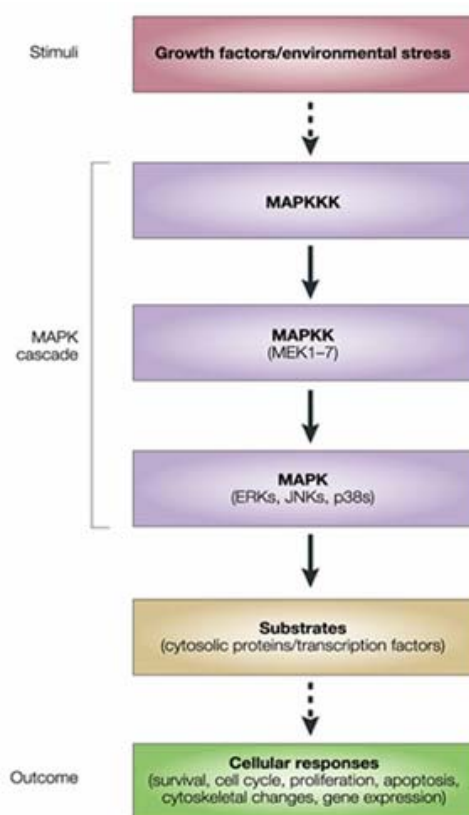 Stimuli
Growth factors/environmental stress
MAPKKK
MAPK
cascade
MAPKK
(MEK1–7)
MAPK
(ERKs, JNKs, p38s)
Substrates
(cytosolic proteins/transcription factors)
Outcome
Cellular responses
(survival, cell cycle, proliferation, apoptosis,
cytoskeletal changes, gene expression)